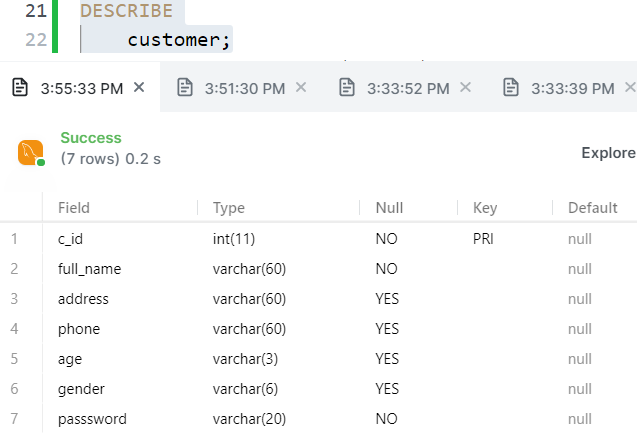 21 DESCRIBE
22 customer;
3:55:33 PM × 3:51:30 PM × 3:33:52 PM × 3:33:39 PM ×
Success
(7 rows) 0.2 s
Explore
Field Type Null Key Default
1 c_id int(11) NO PRI null
2 full_name varchar(60) NO null
3 address varchar(60) YES null
4 phone varchar(60) YES null
5 age varchar(3) YES null
6 gender varchar(6) YES null
7 passsword varchar(20) NO null